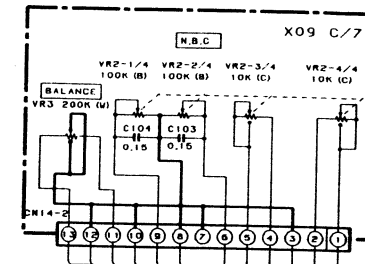 X09 C/7
N.B.C
VR2-1/4 VR2-2/4 VR2-3/4 VR2-4/4
100K (B) 100K (B) 10K (C) 10K (C)
BALANCE
VR3 200K (W)
C104 C103
0.15 0.15
CN14-2
13 12 11 10 9 8 7 6 5 4 3 2 1